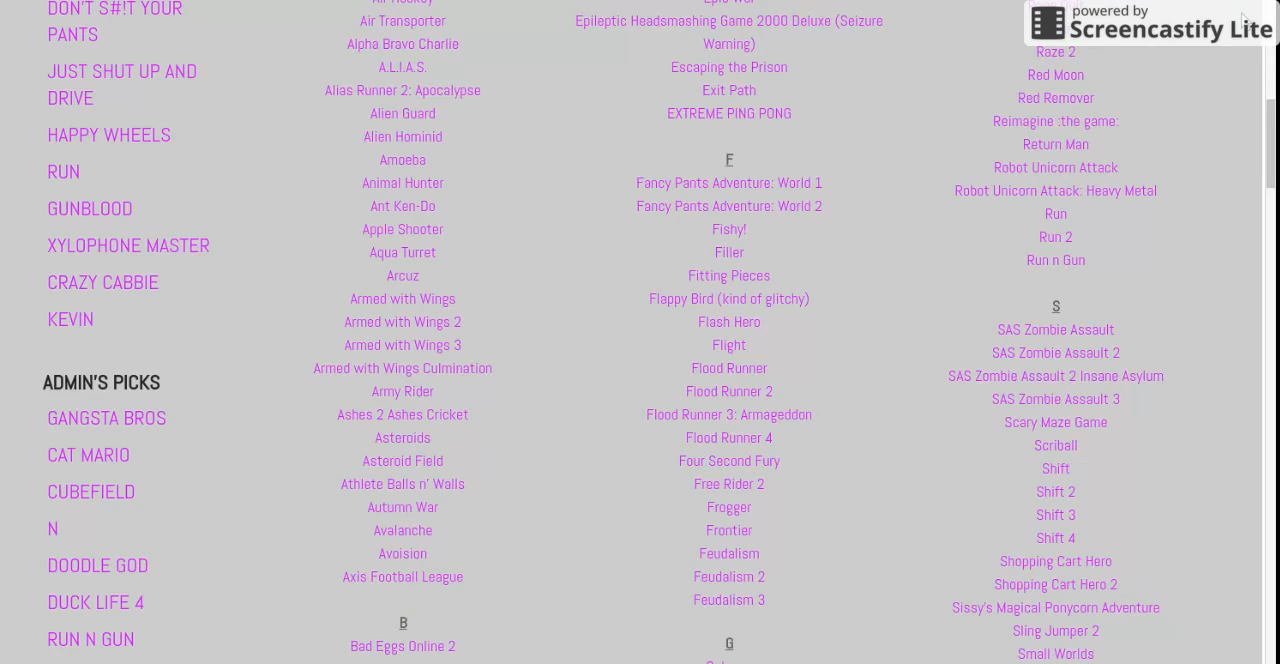 DON'T S#!T YOUR
PANTS
JUST SHUT UP AND
DRIVE
HAPPY WHEELS
RUN
GUNBLOOD
XYLOPHONE MASTER
CRAZY CABBIE
KEVIN
ADMIN'S PICKS
GANGSTA BROS
CAT MARIO
CUBEFIELD
N
DOODLE GOD
DUCK LIFE 4
RUN N GUN
Air Transporter
Alpha Bravo Charlie
A.L.I.A.S.
Alias Runner 2: Apocalypse
Alien Guard
Alien Hominid
Amoeba
Animal Hunter
Ant Ken-Do
Apple Shooter
Aqua Turret
Arcuz
Armed with Wings
Armed with Wings 2
Armed with Wings 3
Armed with Wings Culmination
Army Rider
Ashes 2 Ashes Cricket
Asteroids
Asteroid Field
Athlete Balls n' Walls
Autumn War
Avalanche
Avoision
Axis Football League
B
Bad Eggs Online 2
Epileptic Headsmashing Game 2000 Deluxe (Seizure
Warning)
Escaping the Prison
Exit Path
EXTREME PING PONG
F
Fancy Pants Adventure: World 1
Fancy Pants Adventure: World 2
Fishy!
Filler
Fitting Pieces
Flappy Bird (kind of glitchy)
Flash Hero
Flight
Flood Runner
Flood Runner 2
Flood Runner 3: Armageddon
Flood Runner 4
Four Second Fury
Free Rider 2
Frogger
Frontier
Feudalism
Feudalism 2
Feudalism 3
G
powered by
Screencastify Lite
Raze 2
Red Moon
Red Remover
Reimagine :the game:
Return Man
Robot Unicorn Attack
Robot Unicorn Attack: Heavy Metal
Run
Run 2
Run n Gun
S
SAS Zombie Assault
SAS Zombie Assault 2
SAS Zombie Assault 2 Insane Asylum
SAS Zombie Assault 3
Scary Maze Game
Scriball
Shift
Shift 2
Shift 3
Shift 4
Shopping Cart Hero
Shopping Cart Hero 2
Sissy's Magical Ponycorn Adventure
Sling Jumper 2
Small Worlds